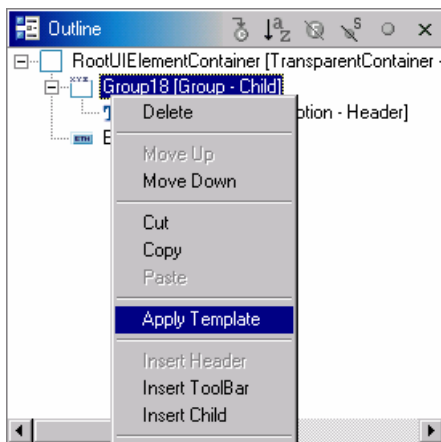 Outline
RootUIElementContainer [TransparentContainer -
Group18 [Group - Child]
ption - Header]
Delete
Move Up
Move Down
Cut
Copy
Paste
Apply Template
Insert Header
Insert ToolBar
Insert Child